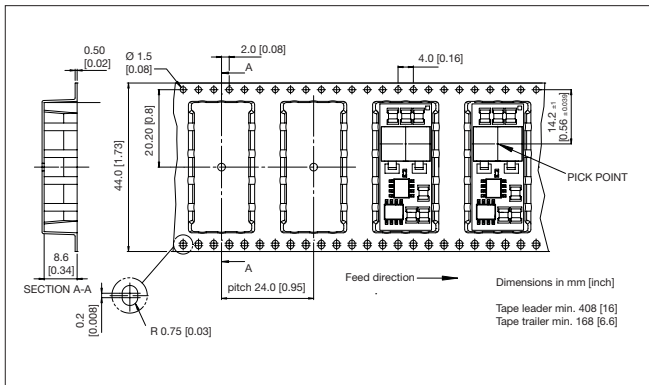 0.50
[0.02]
Ø 1.5
[0.08]
2.0 [0.08]
A
4.0 [0.16]
44.0 [1.73]
20.20 [0.8]
14.2 ±1
[0.56 ± 0.039]
PICK POINT
8.6
[0.34]
SECTION A-A
A
pitch 24.0 [0.95]
Feed direction
0.2
[0.008]
R 0.75 [0.03]
Dimensions in mm [inch]
Tape leader min. 408 [16]
Tape trailer min. 168 [6.6]